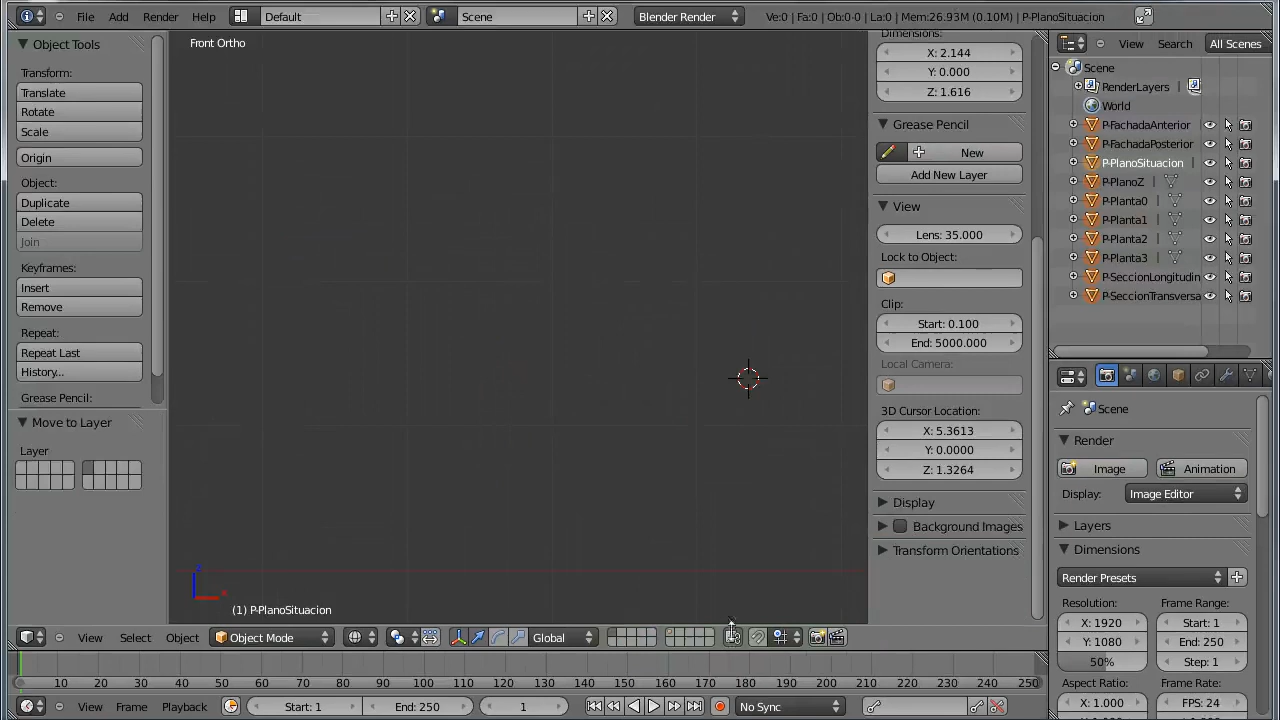 File Add Render Help Default Scene Blender Render Ve:0 | Fa:0 | Ob:0-0 | La:0 | Mem:26.93M (0.10M) | P-PlanoSituacion
Object Tools
Transform:
Translate
Rotate
Scale
Origin
Object:
Duplicate
Delete
Join
Keyframes:
Insert
Remove
Repeat:
Repeat Last
History...
Grease Pencil:
Move to Layer
Layer
Front Ortho
(1) P-PlanoSituacion
Dimensions:
X: 2.144
Y: 0.000
Z: 1.616
Grease Pencil
New
Add New Layer
View
Lens: 35.000
Lock to Object:
Clip:
Start: 0.100
End: 5000.000
Local Camera:
3D Cursor Location:
X: 5.3613
Y: 0.0000
Z: 1.3264
Display
Background Images
Transform Orientations
View Search All Scenes
Scene
RenderLayers |
World
P-FachadaAnterior
P-FachadaPosterior
P-PlanoSituacion |
P-PlanoZ |
P-Planta0 |
P-Planta1 |
P-Planta2 |
P-Planta3 |
P-SeccionLongitudin
P-SeccionTransversa
Scene
Render
Image Animation
Display: Image Editor
Layers
Dimensions
Render Presets
Resolution: Frame Range:
X: 1920 Start: 1
Y: 1080 End: 250
50% Step: 1
Aspect Ratio: Frame Rate:
X: 1.000 FPS: 24
View Select Object Object Mode Global
10 20 30 40 50 60 70 80 90 100 110 120 130 140 150 160 170 180 190 200 210 220 230 240 250
View Frame Playback Start: 1 End: 250 1 No Sync